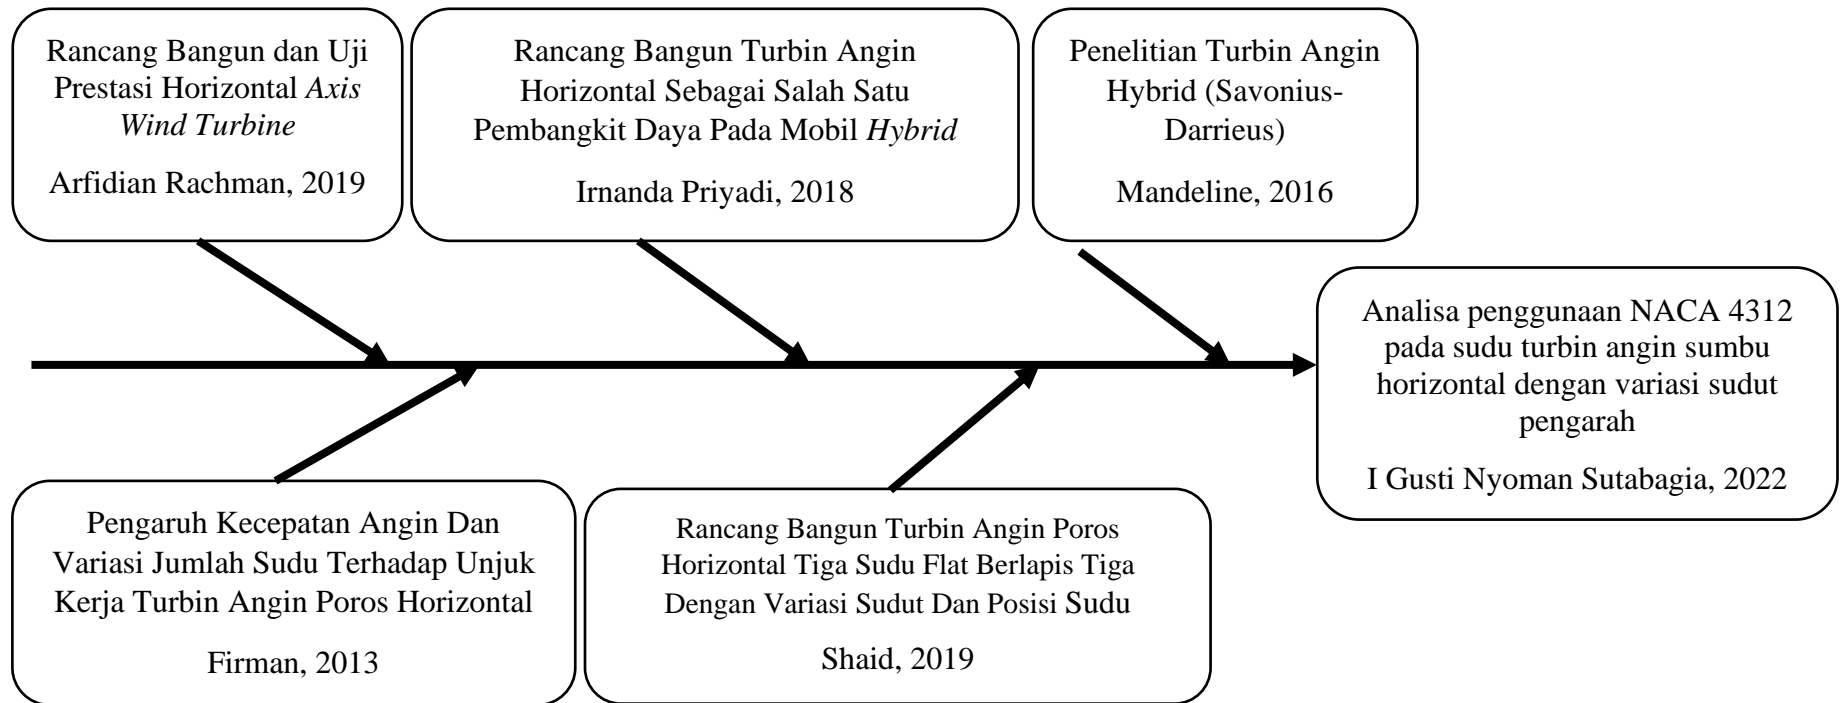 Rancang Bangun dan Uji
Prestasi Horizontal Axis
Wind Turbine
Arfidian Rachman, 2019
Rancang Bangun Turbin Angin
Horizontal Sebagai Salah Satu
Pembangkit Daya Pada Mobil Hybrid
Irnanda Priyadi, 2018
Penelitian Turbin Angin
Hybrid (Savonius-
Darrieus)
Mandeline, 2016
Analisa penggunaan NACA 4312
pada sudu turbin angin sumbu
horizontal dengan variasi sudut
pengarah
I Gusti Nyoman Sutabagia, 2022
Pengaruh Kecepatan Angin Dan
Variasi Jumlah Sudu Terhadap Unjuk
Kerja Turbin Angin Poros Horizontal
Firman, 2013
Rancang Bangun Turbin Angin Poros
Horizontal Tiga Sudu Flat Berlapis Tiga
Dengan Variasi Sudut Dan Posisi Sudu
Shaid, 2019